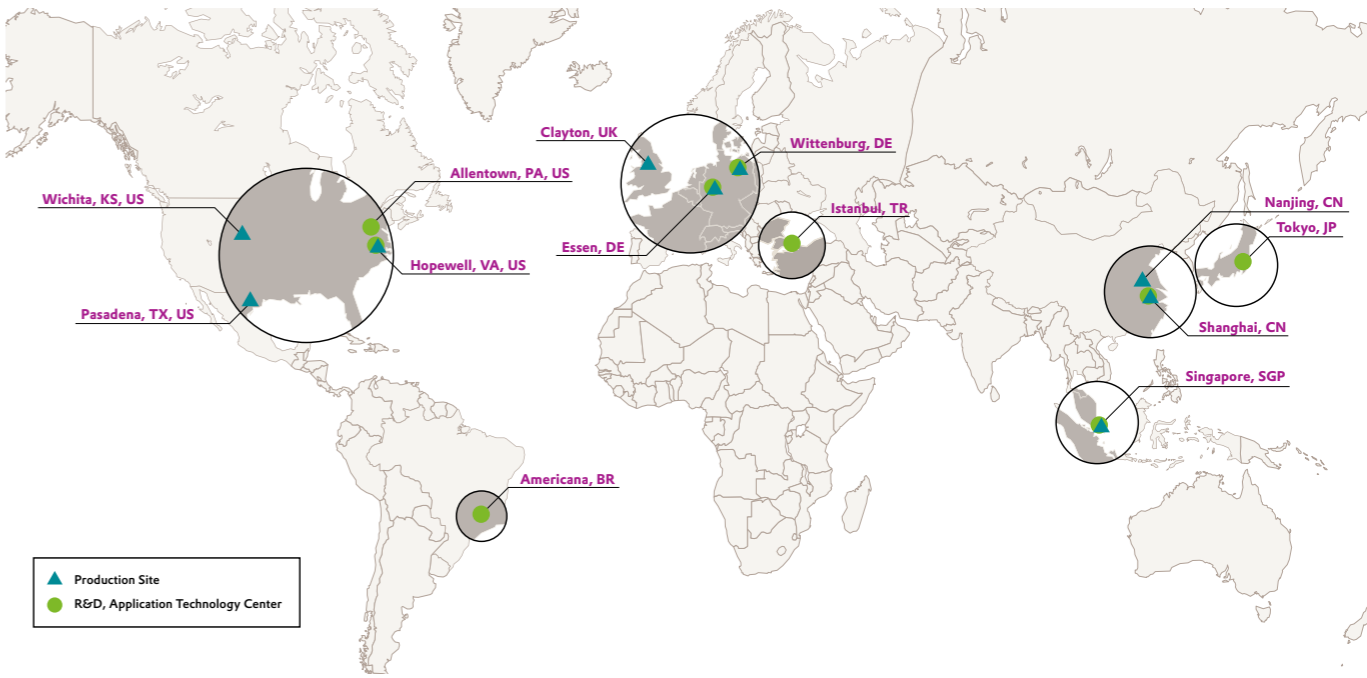 Clayton, UK
Wittenburg, DE
Allentown, PA, US
Wichita, KS, US
Nanjing, CN
Istanbul, TR
Tokyo, JP
Essen, DE
Hopewell, VA, US
Pasadena, TX, US
Shanghai, CN
Singapore, SGP
Americana, BR
Production Site
R&D, Application Technology Center